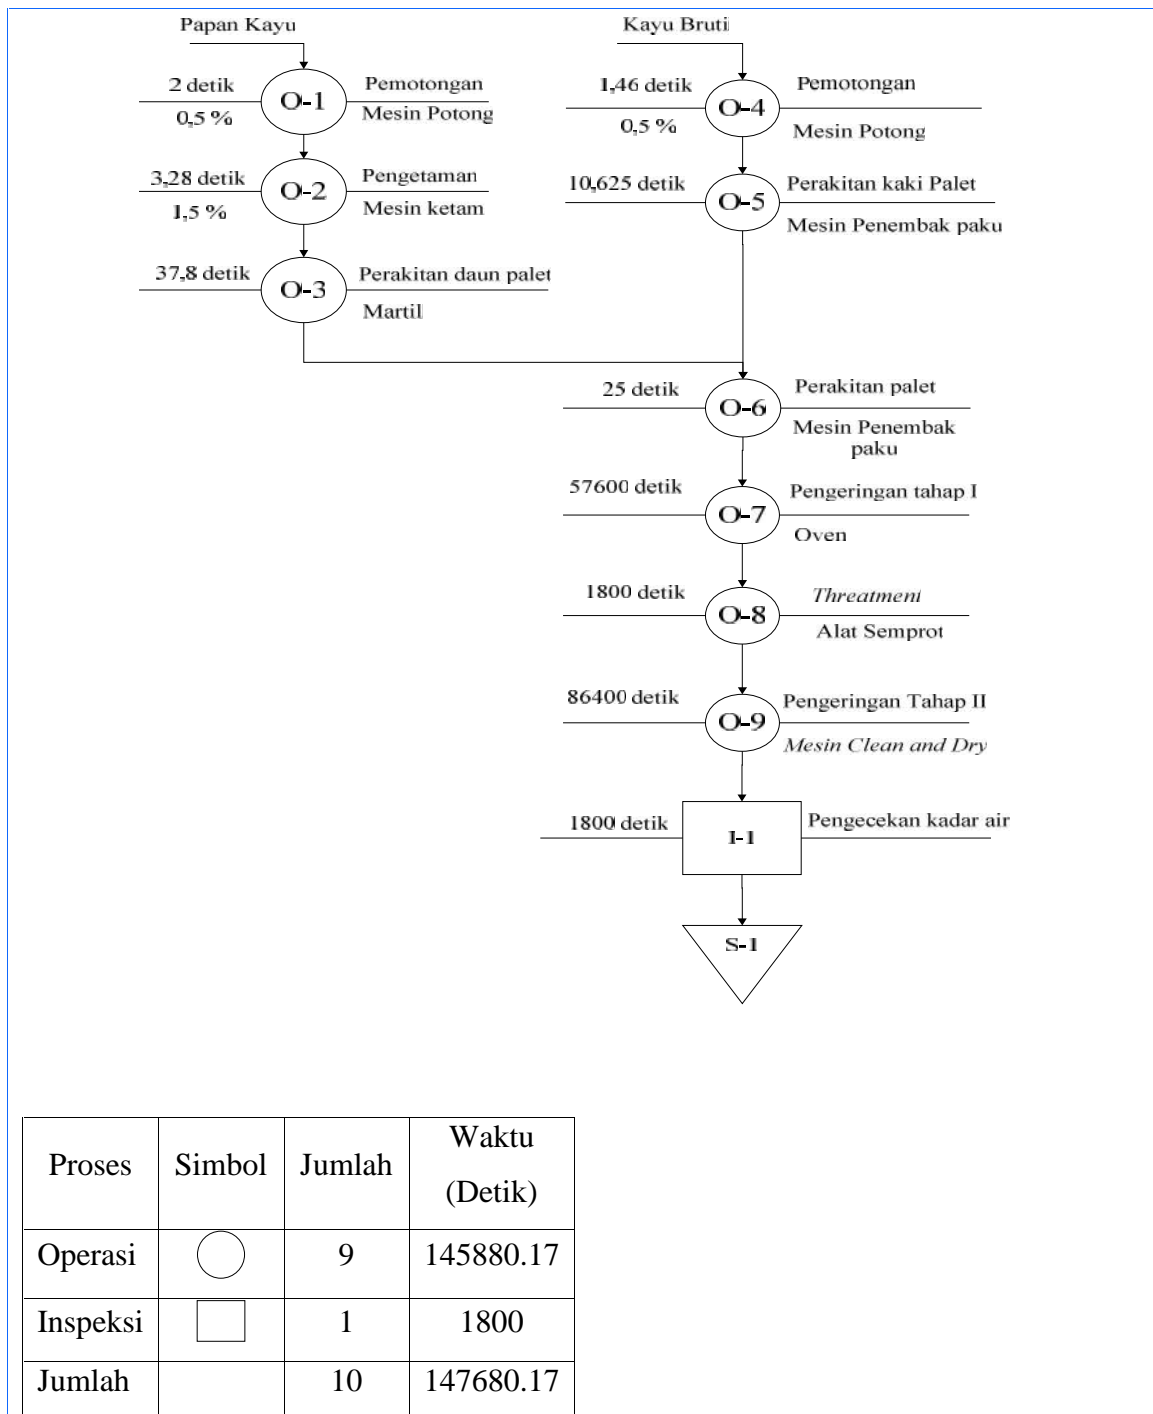 Papan Kayu
2 detik
0,5 %
O-1
Pemotongan
Mesin Potong
3,28 detik
1,5 %
O-2
Pengetaman
Mesin ketam
37,8 detik
O-3
Perakitan daun palet
Martil
Kayu Bruti
1,46 detik
0,5 %
O-4
Pemotongan
Mesin Potong
10,625 detik
O-5
Perakitan kaki Palet
Mesin Penembak paku
25 detik
O-6
Perakitan palet
Mesin Penembak
paku
57600 detik
O-7
Pengeringan tahap I
Oven
1800 detik
O-8
Threatment
Alat Semprot
86400 detik
O-9
Pengeringan Tahap II
Mesin Clean and Dry
1800 detik
I-1
Pengecekan kadar air
S-1
Proses Simbol Jumlah Waktu
(Detik)
Operasi 9 145880.17
Inspeksi 1 1800
Jumlah 10 147680.17